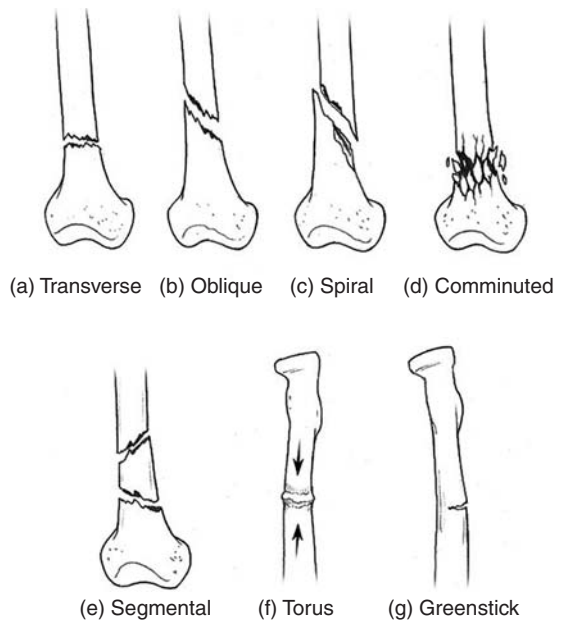 (a) Transverse (b) Oblique (c) Spiral (d) Comminuted
(e) Segmental (f) Torus (g) Greenstick